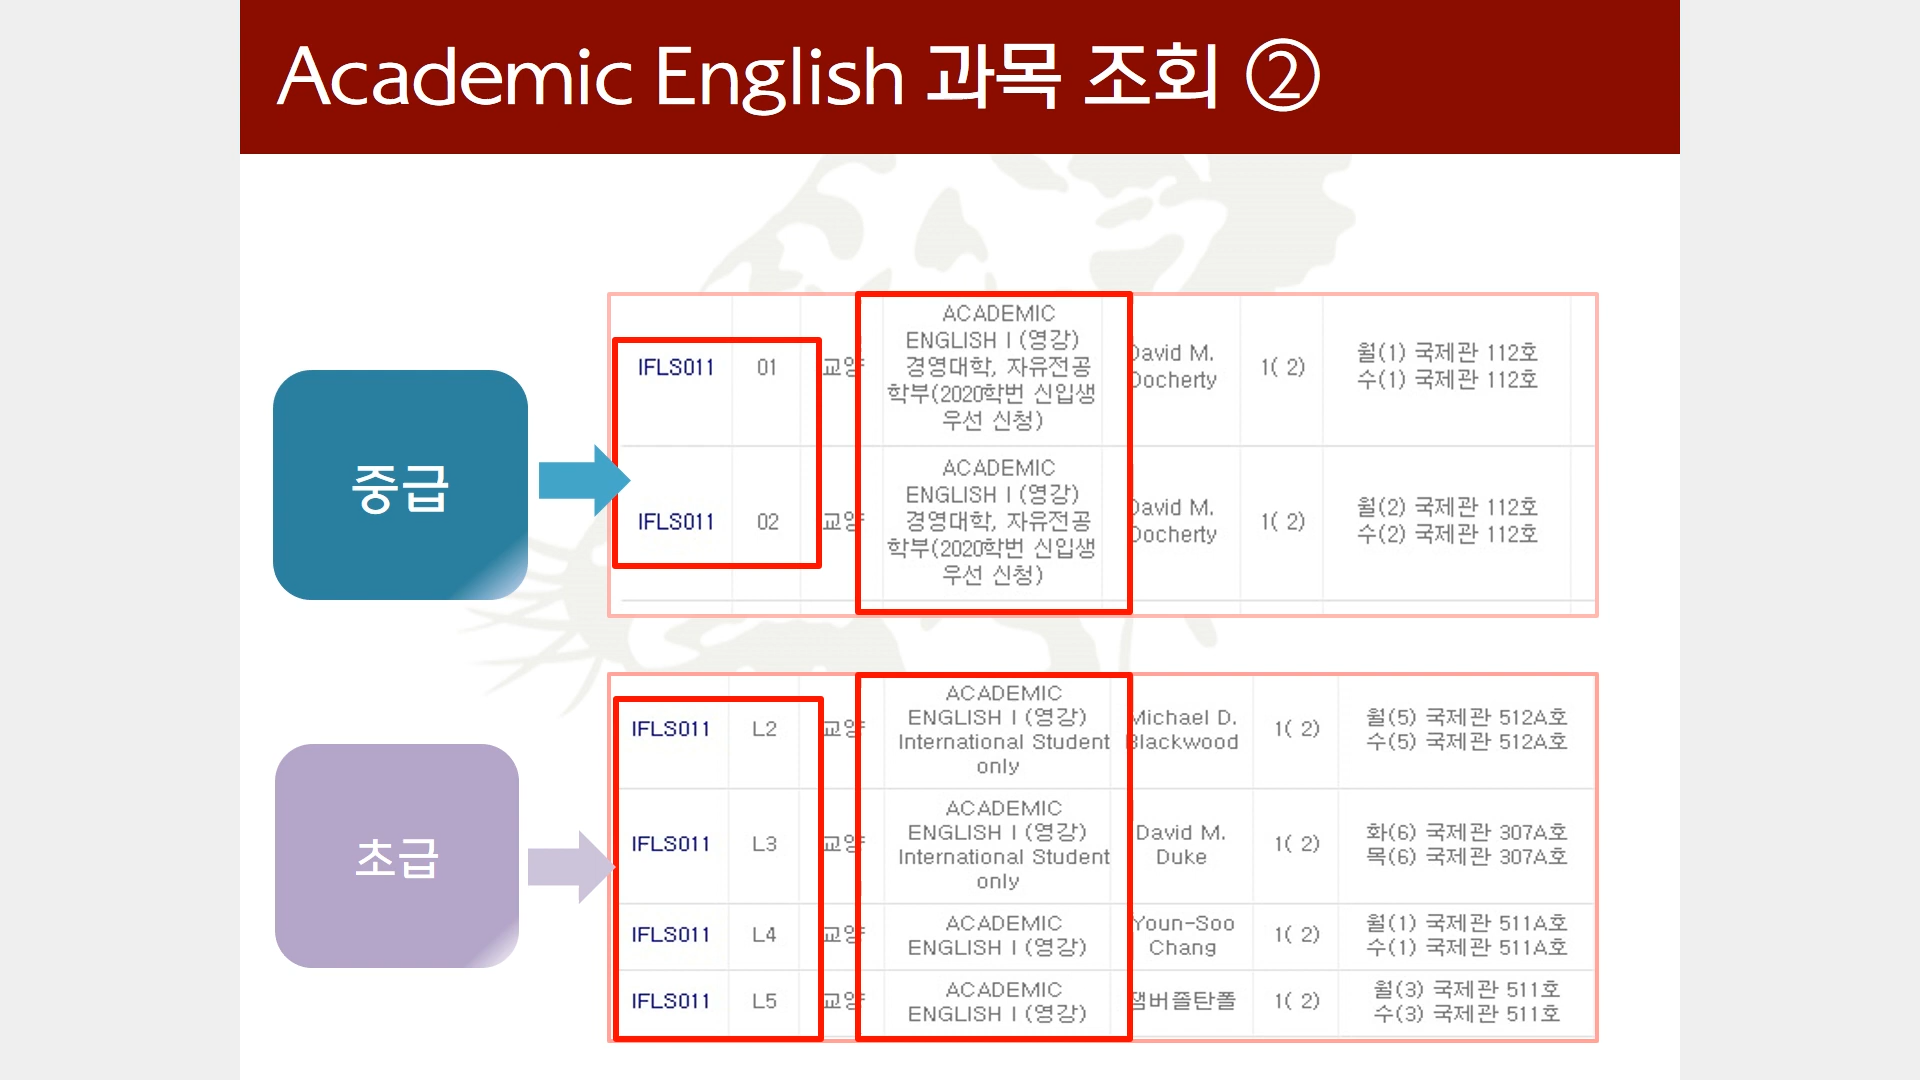 Academic English 과목 조회 ②
중급
IFLS011 01 교양
ACADEMIC
ENGLISH I (영강)
경영대학, 자유전공
학부(2020학번 신입생
우선 신청)
David M.
Docherty
1( 2)
월(1) 국제관 112호
수(1) 국제관 112호
IFLS011 02 교양
ACADEMIC
ENGLISH I (영강)
경영대학, 자유전공
학부(2020학번 신입생
우선 신청)
David M.
Docherty
1( 2)
월(2) 국제관 112호
수(2) 국제관 112호
초급
IFLS011 L2 교양
ACADEMIC
ENGLISH I (영강)
International Student
only
Michael D.
Blackwood
1( 2)
월(5) 국제관 512A호
수(5) 국제관 512A호
IFLS011 L3 교양
ACADEMIC
ENGLISH I (영강)
International Student
only
David M.
Duke
1( 2)
화(6) 국제관 307A호
목(6) 국제관 307A호
IFLS011 L4 교양
ACADEMIC
ENGLISH I (영강)
Youn-Soo
Chang
1( 2)
월(1) 국제관 511A호
수(1) 국제관 511A호
IFLS011 L5 교양
ACADEMIC
ENGLISH I (영강)
1( 2)
월(3) 국제관 511호
수(3) 국제관 511호